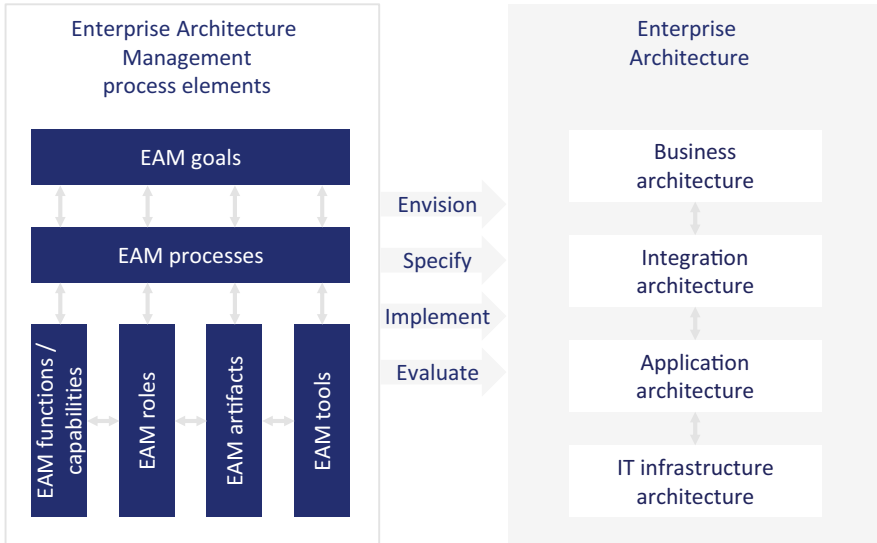 Enterprise Architecture
Management
process elements
EAM goals
EAM processes
EAM functions /
capabilities
EAM roles
EAM artifacts
EAM tools
Envision
Specify
Implement
Evaluate
Enterprise
Architecture
Business
architecture
Integration
architecture
Application
architecture
IT infrastructure
architecture